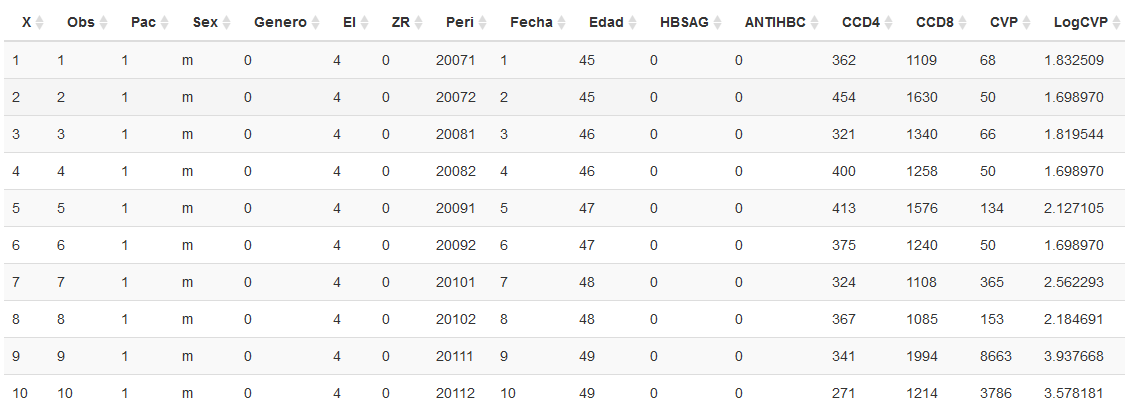 X Obs Pac Sex Genero EI ZR Peri Fecha Edad HBSAG ANTIHBC CCD4 CCD8 CVP LogCVP
1 1 1 m 0 4 0 20071 1 45 0 0 362 1109 68 1.832509
2 2 1 m 0 4 0 20072 2 45 0 0 454 1630 50 1.698970
3 3 1 m 0 4 0 20081 3 46 0 0 321 1340 66 1.819544
4 4 1 m 0 4 0 20082 4 46 0 0 400 1258 50 1.698970
5 5 1 m 0 4 0 20091 5 47 0 0 413 1576 134 2.127105
6 6 1 m 0 4 0 20092 6 47 0 0 375 1240 50 1.698970
7 7 1 m 0 4 0 20101 7 48 0 0 324 1108 365 2.562293
8 8 1 m 0 4 0 20102 8 48 0 0 367 1085 153 2.184691
9 9 1 m 0 4 0 20111 9 49 0 0 341 1994 8663 3.937668
10 10 1 m 0 4 0 20112 10 49 0 0 271 1214 3786 3.578181